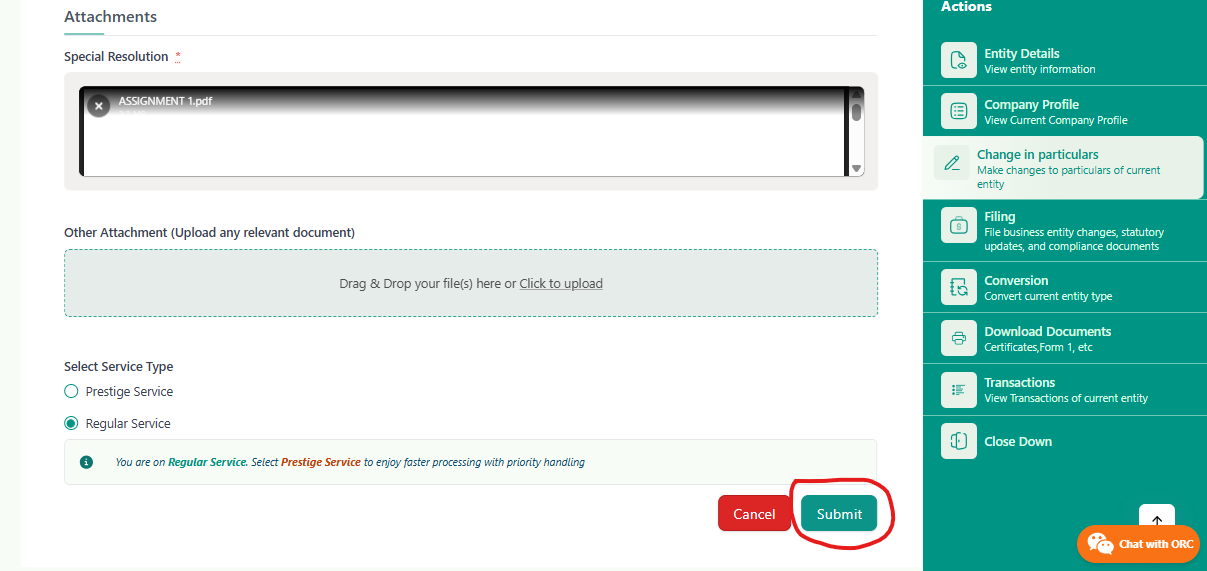 Attachments
Special Resolution *
ASSIGNMENT 1.pdf
Other Attachment (Upload any relevant document)
Drag & Drop your file(s) here or Click to upload
Select Service Type
Prestige Service
Regular Service
You are on Regular Service. Select Prestige Service to enjoy faster processing with priority handling
Cancel
Submit
Actions
Entity Details
View entity information
Company Profile
View Current Company Profile
Change in particulars
Make changes to particulars of current
entity
Filing
File business entity changes, statutory
updates, and compliance documents
Conversion
Convert current entity type
Download Documents
Certificates,Form 1, etc
Transactions
View Transactions of current entity
Close Down
Chat with ORC